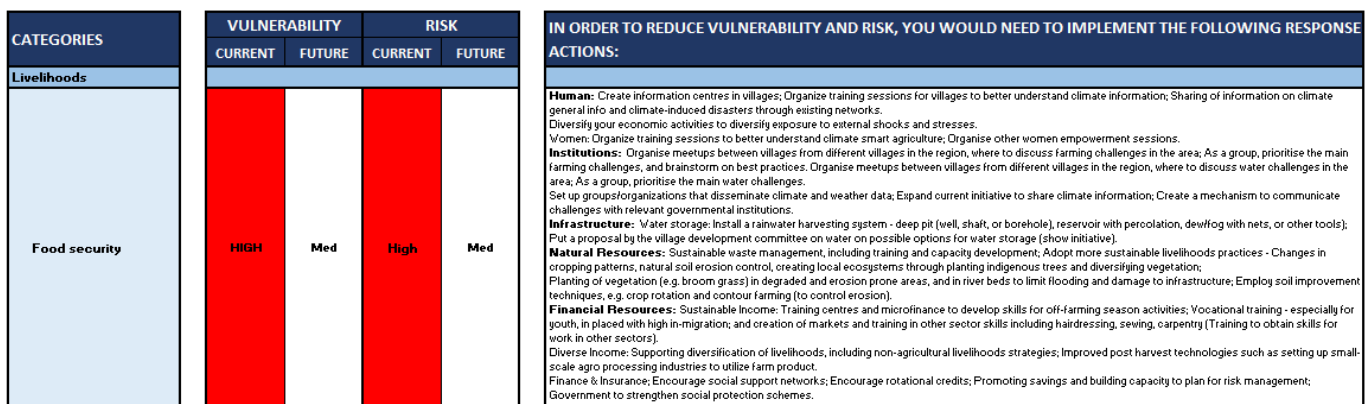 CATEGORIES
VULNERABILITY
RISK
CURRENT FUTURE CURRENT FUTURE
IN ORDER TO REDUCE VULNERABILITY AND RISK, YOU WOULD NEED TO IMPLEMENT THE FOLLOWING RESPONSE
ACTIONS:
Livelihoods
Food security
HIGH Med High Med
Human: Create information centres in villages; Organize training sessions for villages to better understand climate information; Sharing of information on climate
general info and climate-induced disasters through existing networks.
Diversify your economic activities to diversify exposure to external shocks and stresses.
Women: Organize training sessions to better understand climate smart agriculture; Organise other women empowerment sessions.
Institutions: Organise meetups between villages from different villages in the region, where to discuss farming challenges in the area; As a group, prioritise the main
farming challenges, and brainstorm on best practices. Organise meetups between villages from different villages in the region, where to discuss water challenges in the
area; As a group, prioritise the main water challenges.
Set up groups/organizations that disseminate climate and weather data; Expand current initiative to share climate information; Create a mechanism to communicate
challenges with relevant governmental institutions.
Infrastructure: Water storage: Install a rainwater harvesting system - deep pit (well, shaft, or borehole), reservoir with percolation, dew/fog with nets, or other tools);
Put a proposal by the village development committee on water on possible options for water storage (show initiative).
Natural Resources: Sustainable waste management, including training and capacity development; Adopt more sustainable livelihoods practices - Changes in
cropping patterns, natural soil erosion control, creating local ecosystems through planting indigenous trees and diversifying vegetation;
Planting of vegetation (e.g. broom grass) in degraded and erosion prone areas, and in river beds to limit flooding and damage to infrastructure; Employ soil improvement
techniques, e.g. crop rotation and contour farming (to control erosion).
Financial Resources: Sustainable Income: Training centres and microfinance to develop skills for off-farming season activities; Vocational training - especially for
youth, in placed with high in-migration; and creation of markets and training in other sector skills including hairdressing, sewing, carpentry (Training to obtain skills for
work in other sectors).
Diverse Income: Supporting diversification of livelihoods, including non-agricultural livelihoods strategies; Improved post harvest technologies such as setting up small-
scale agro processing industries to utilize farm product.
Finance & Insurance; Encourage social support networks; Encourage rotational credits; Promoting savings and building capacity to plan for risk management;
Government to strengthen social protection schemes.